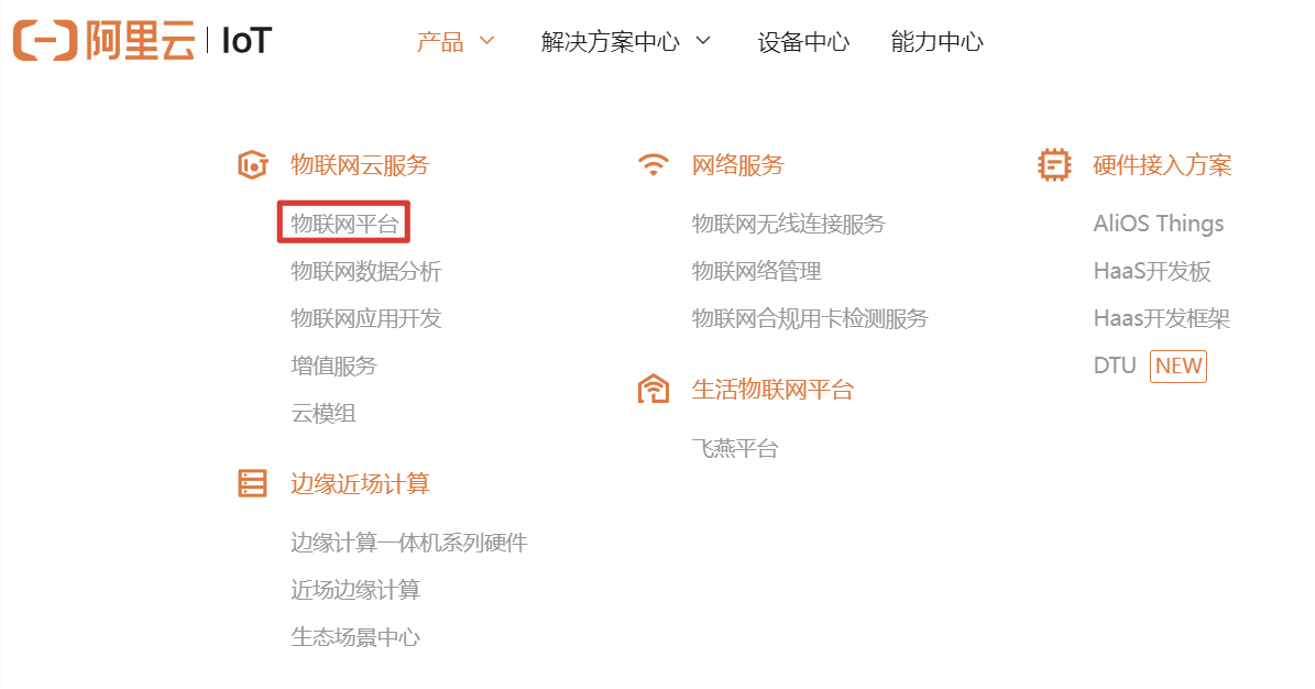 阿里云 | IoT 产品 解决方案中心 设备中心 能力中心
物联网云服务
物联网平台
物联网数据分析
物联网应用开发
增值服务
云模组
边缘近场计算
边缘计算一体机系列硬件
近场边缘计算
生态场景中心
网络服务
物联网无线连接服务
物联网络管理
物联网合规用卡检测服务
生活物联网平台
飞燕平台
硬件接入方案
AliOS Things
HaaS开发板
Haas开发框架
DTU NEW